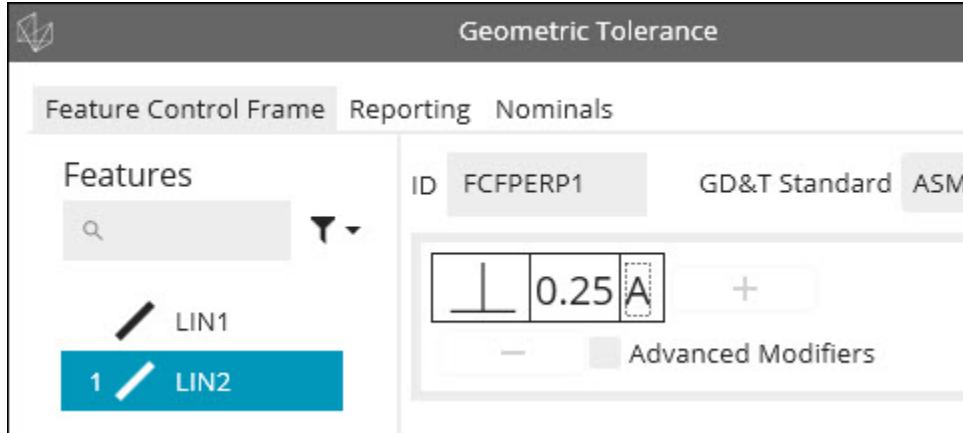 Geometric Tolerance
Feature Control Frame Reporting Nominals
Features
ID FCFPERP1 GD&T Standard ASM
0.25 A
LIN1
Advanced Modifiers
1 LIN2